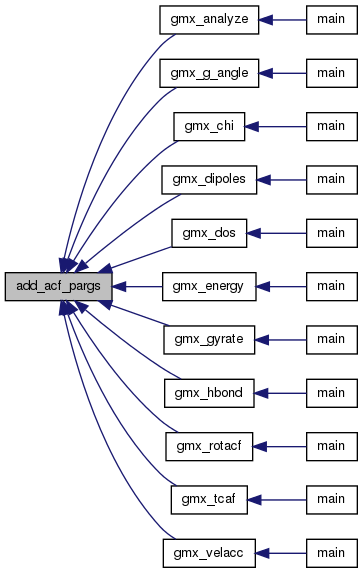 gmx_analyze main
gmx_g_angle main
gmx_chi main
gmx_dipoles main
gmx_dos main
add_acf_pargs gmx_energy main
gmx_gyrate main
gmx_hbond main
gmx_rotacf main
gmx_tcaf main
gmx_velacc main